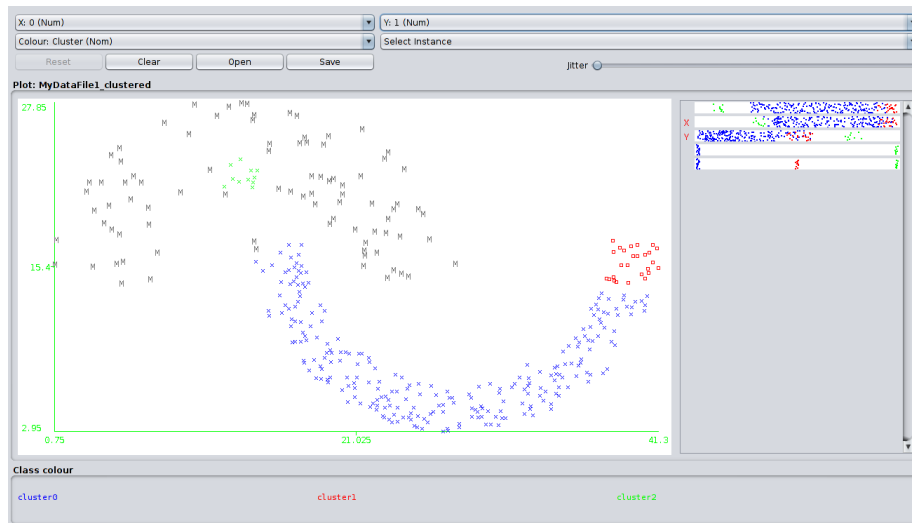 X: 0 (Num) Y: 1 (Num)
Colour: Cluster (Nom) Select Instance
Reset Clear Open Save
Jitter
Plot: MyDataFile1_clustered
27.85
15.4
2.95
0.75 21.025 41.3
X
Y
Class colour
cluster0 cluster1 cluster2